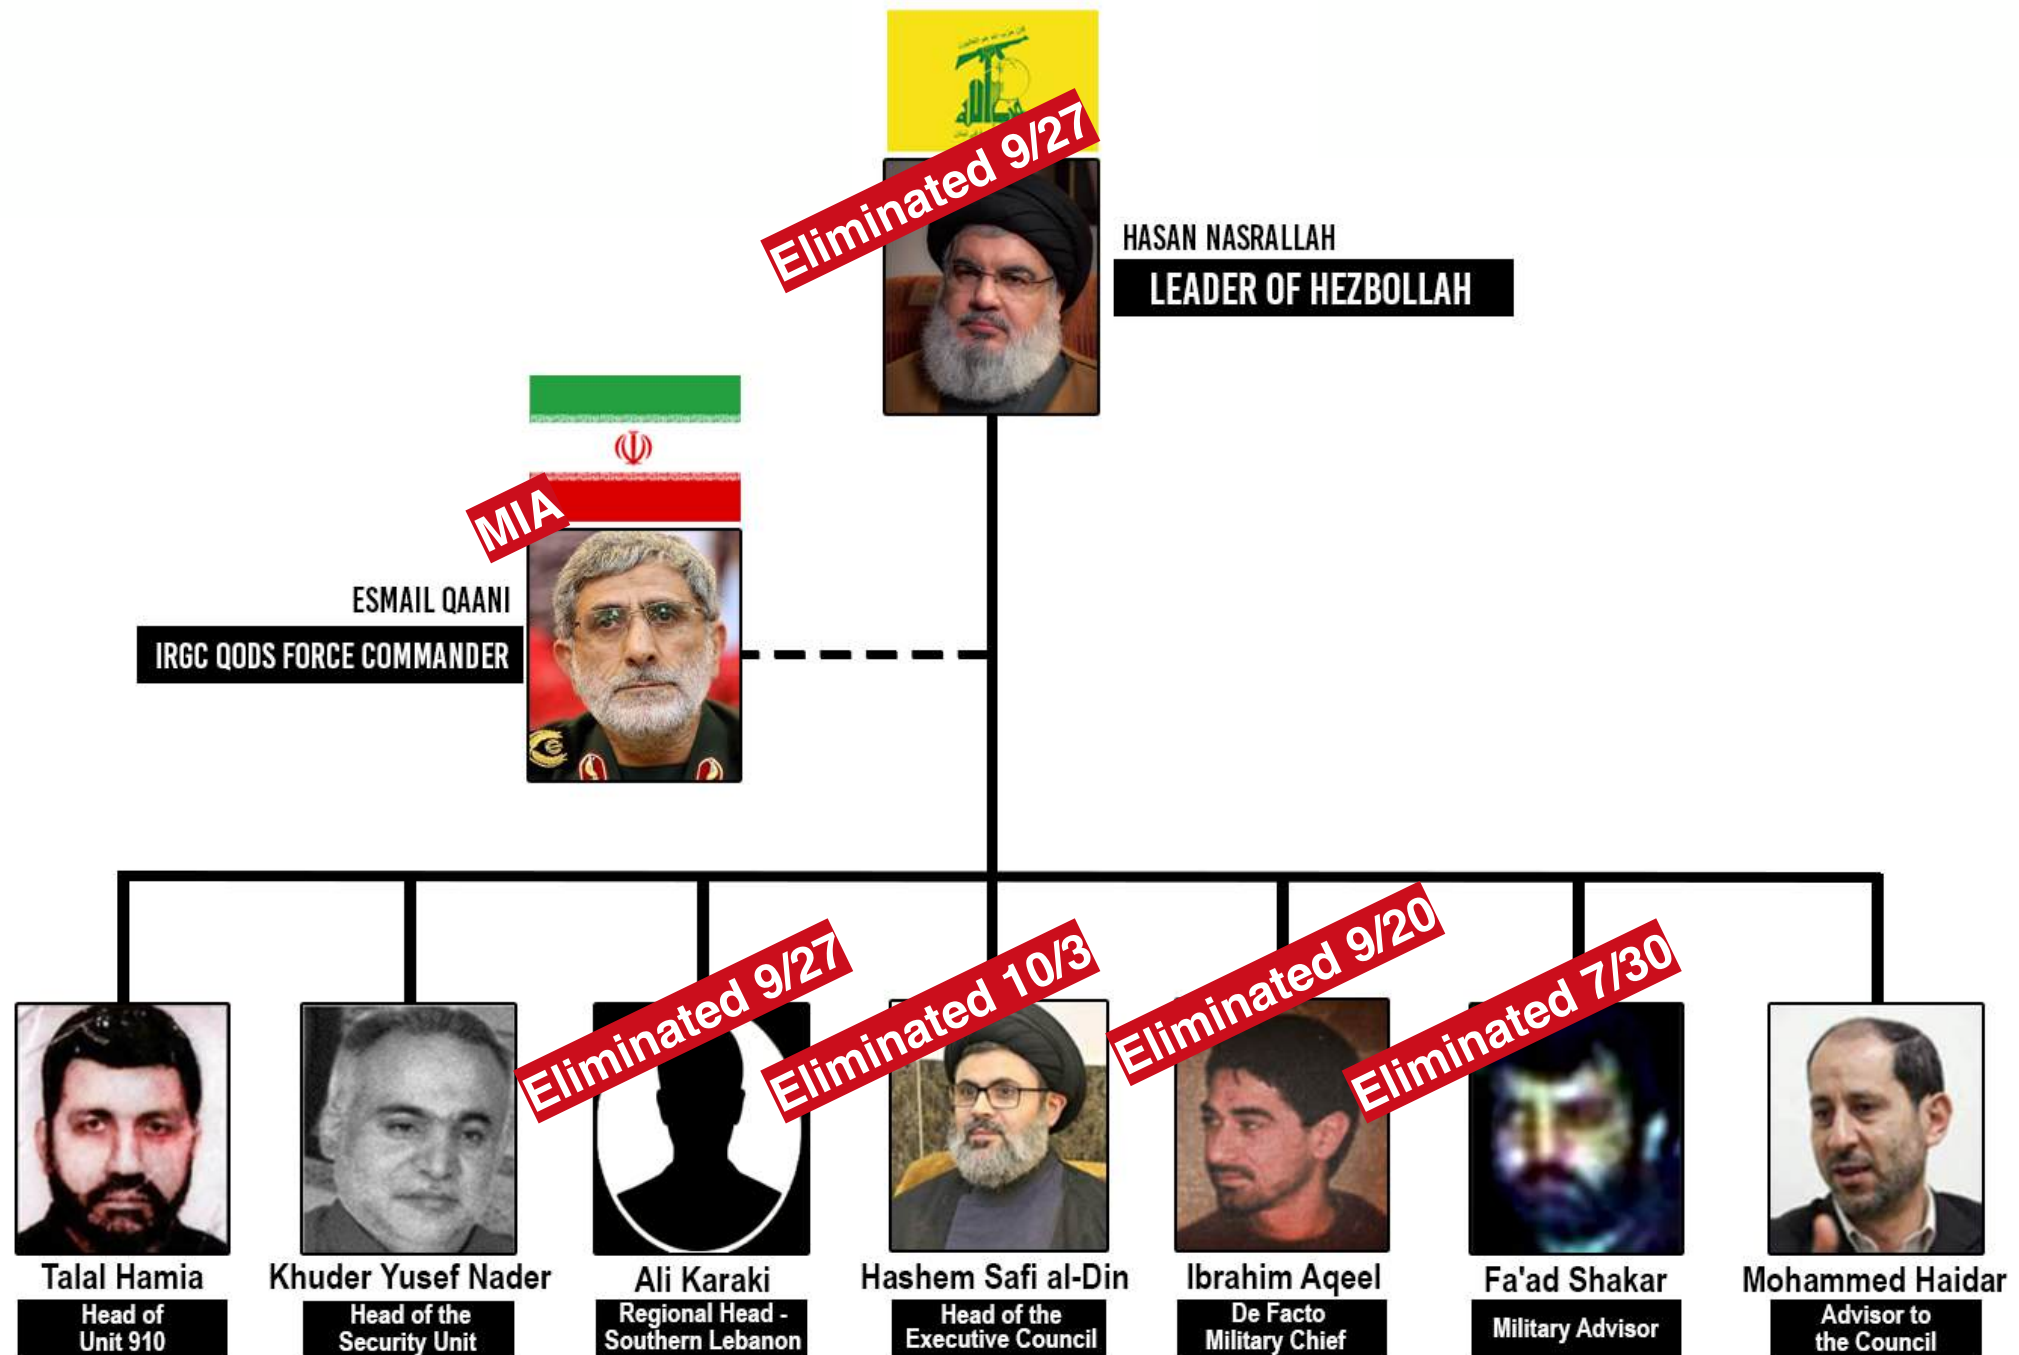 Eliminated 9/27
HASAN NASRALLAH
LEADER OF HEZBOLLAH
MIA
ESMAIL QAANI
IRGC QODS FORCE COMMANDER
Eliminated 9/27
Eliminated 10/3
Eliminated 9/20
Eliminated 7/30
Talal Hamia
Head of
Unit 910
Khuder Yusef Nader
Head of the
Security Unit
Ali Karaki
Regional Head -
Southern Lebanon
Hashem Safi al-Din
Head of the
Executive Council
Ibrahim Aqeel
De Facto
Military Chief
Fa'ad Shakar
Military Advisor
Mohammed Haidar
Advisor to
the Council